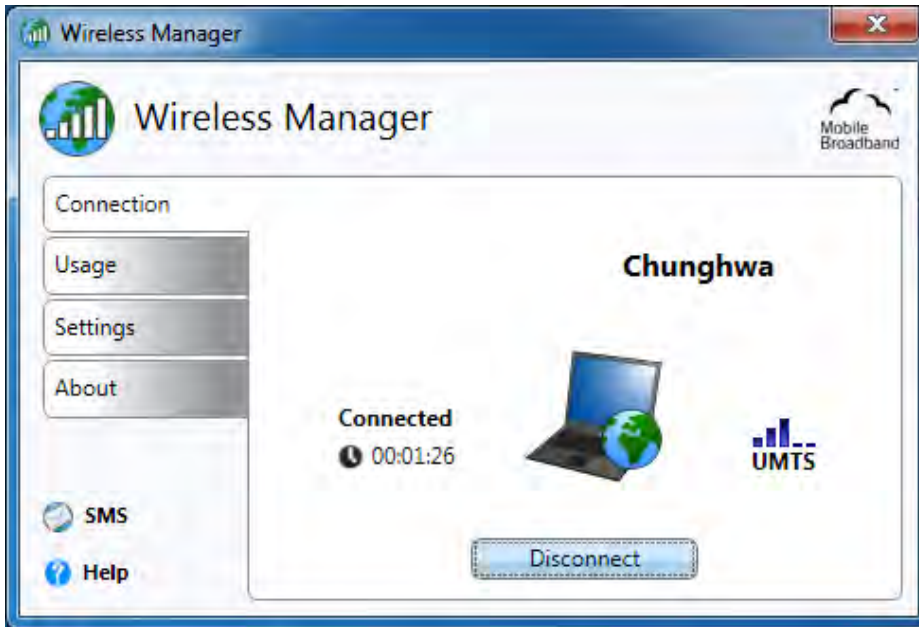 Wireless Manager
Wireless Manager
Mobile
Broadband
Connection
Usage
Settings
About
Chunghwa
Connected
00:01:26
UMTS
SMS
Help
Disconnect